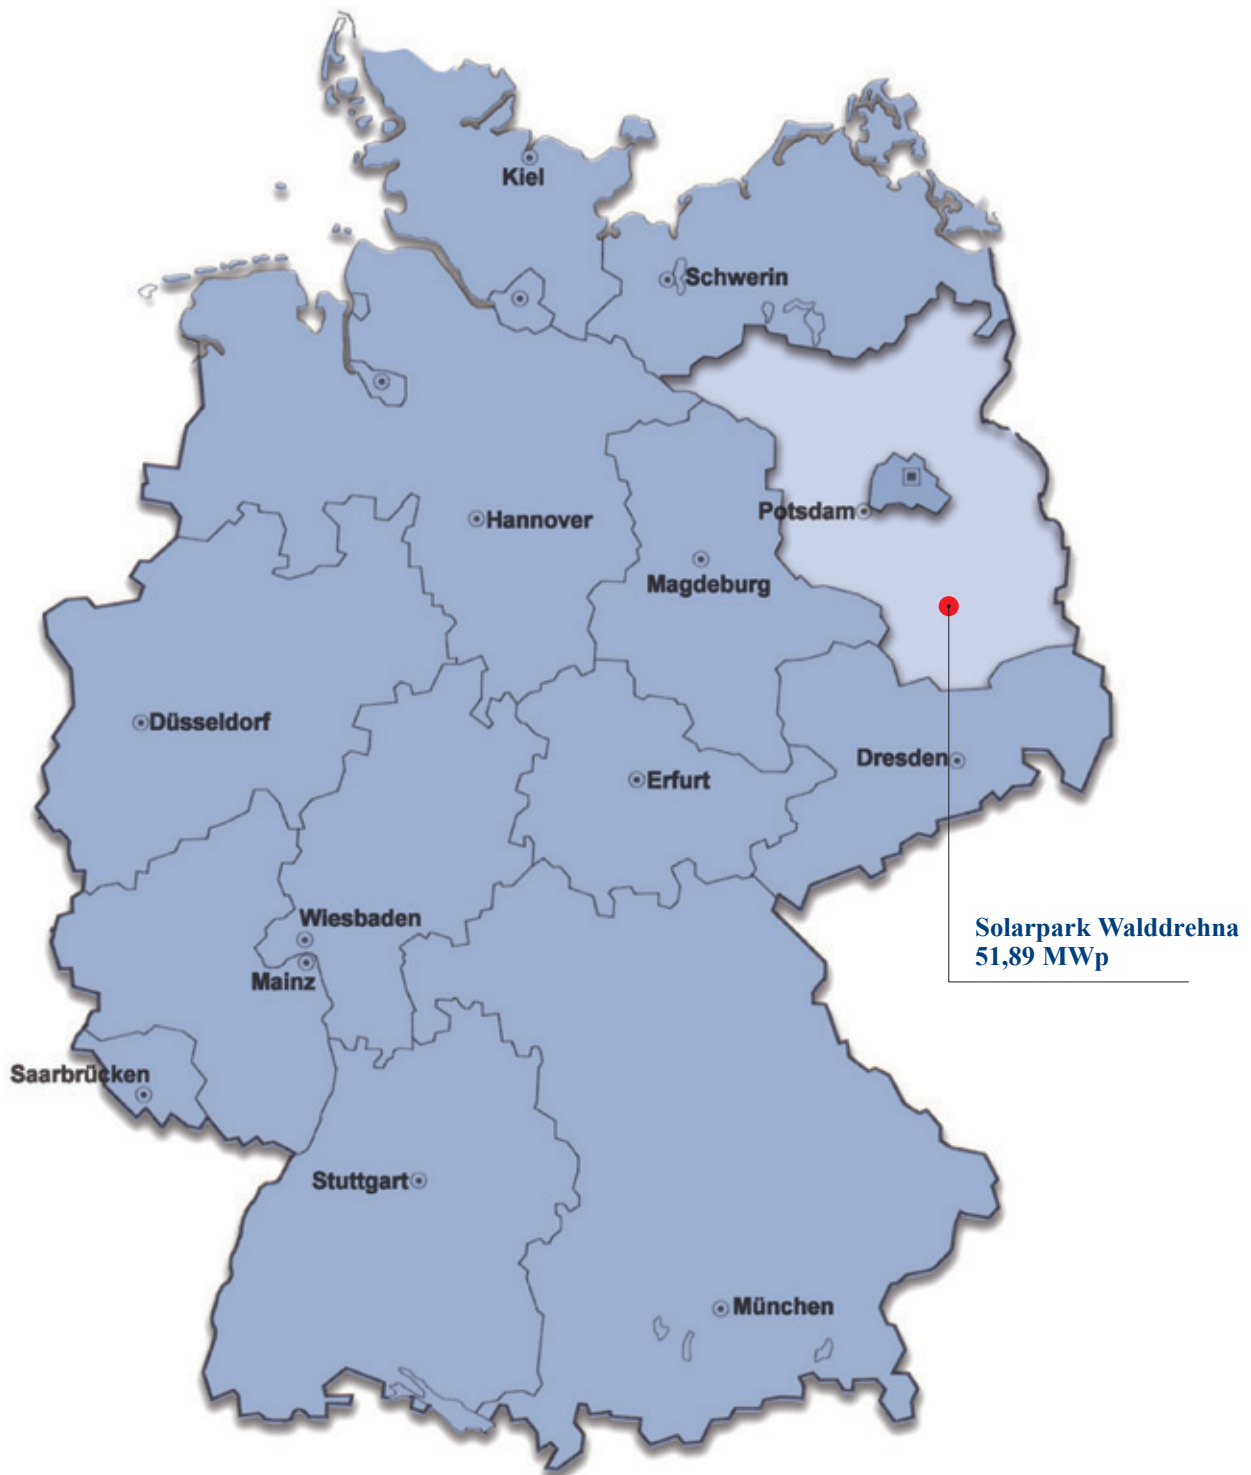 Kiel
Schwerin
Potsdam
Hannover
Magdeburg
Düsseldorf
Dresden
Erfurt
Wiesbaden
Solarpark Walddrehna
51,89 MWp
Mainz
Saarbrücken
Stuttgart
München